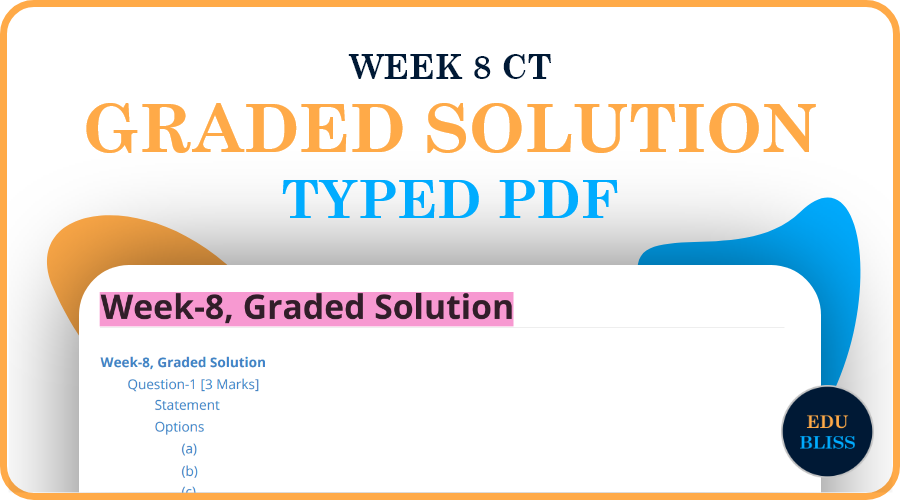 WEEK 8 CT
GRADED SOLUTION
TYPED PDF
Week-8, Graded Solution
Week-8, Graded Solution
Question-1 [3 Marks]
Statement
Options
(a)
(b)
(c)
EDU
BLISS